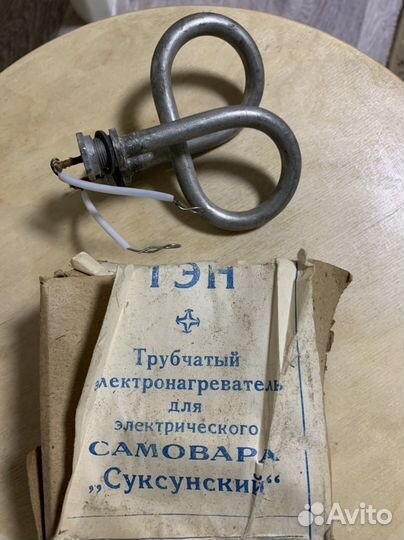 ТЭН
Трубчатый
электронагреватель
для
электрического
САМОВАРА
„Суксунский“
Avito